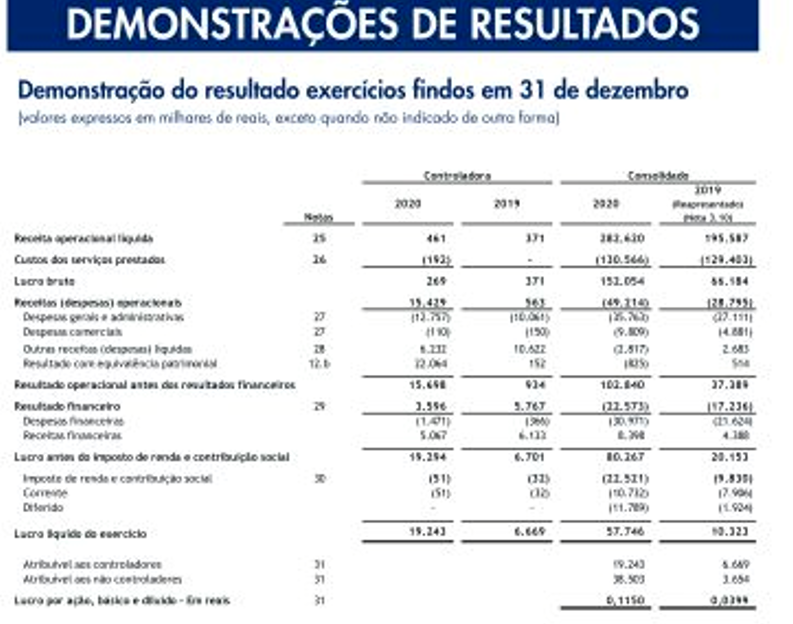 DEMONSTRAÇÕES DE RESULTADOS
Demonstração do resultado exercícios findos em 31 de dezembro
(valores expressos em milhares de reais, exceto quando não indicado de outra forma)
Controladora Consolidado
2020 2019 2020 2019
(Reapresentado)
Notas (Nota 3.10)
Receita operacional líquida 25 461 371 282.620 195.587
Custos dos serviços prestados 26 (192) - (130.566) (129.403)
Lucro bruto 269 371 152.054 66.184
Receitas (despesas) operacionais 15.429 563 (49.214) (28.795)
Despesas gerais e administrativas 27 (12.757) (10.061) (35.763) (27.111)
Despesas comerciais 27 (110) (150) (9.809) (4.881)
Outras receitas (despesas) líquidas 28 6.232 10.622 (2.817) 2.683
Resultado com equivalência patrimonial 12.b 22.064 152 (825) 514
Resultado operacional antes dos resultados financeiros 15.698 934 102.840 37.389
Resultado financeiro 29 3.596 5.767 (22.573) (17.236)
Despesas financeiras (1.471) (366) (30.971) (21.624)
Receitas financeiras 5.067 6.133 8.398 4.388
Lucro antes do imposto de renda e contribuição social 19.294 6.701 80.267 20.153
Imposto de renda e contribuição social 30 (51) (32) (22.521) (9.830)
Corrente (51) (32) (10.732) (7.906)
Diferido - - (11.789) (1.924)
Lucro líquido do exercício 19.243 6.669 57.746 10.323
Atribuível aos controladores 31 19.243 6.669
Atribuível aos não controladores 31 38.503 3.654
Lucro por ação, básico e diluído - Em reais 31 0,1150 0,0399